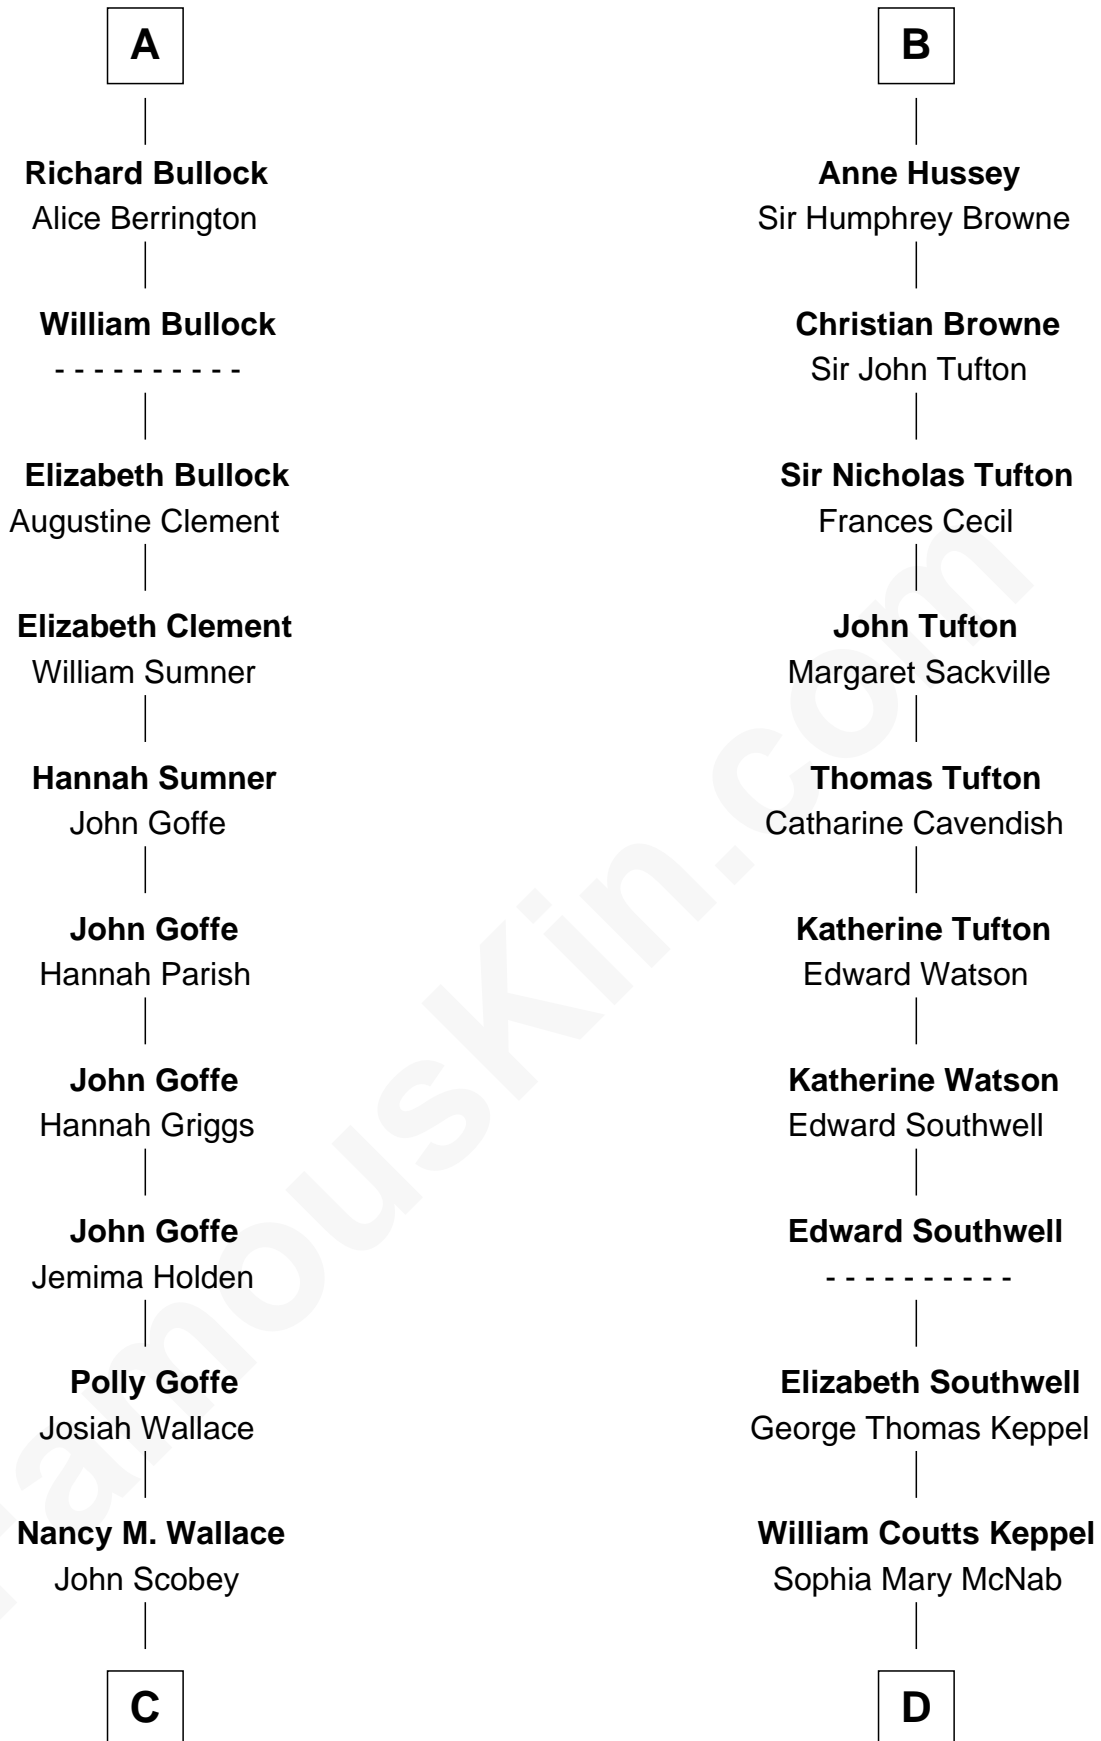 A
Richard Bullock
Alice Berrington
William Bullock
- - - - - - - - - -
Elizabeth Bullock
Augustine Clement
Elizabeth Clement
William Sumner
Hannah Sumner
John Goffe
John Goffe
Hannah Parish
John Goffe
Hannah Griggs
John Goffe
Jemima Holden
Polly Goffe
Josiah Wallace
Nancy M. Wallace
John Scobey
C
B
Anne Hussey
Sir Humphrey Browne
Christian Browne
Sir John Tufton
Sir Nicholas Tufton
Frances Cecil
John Tufton
Margaret Sackville
Thomas Tufton
Catharine Cavendish
Katherine Tufton
Edward Watson
Katherine Watson
Edward Southwell
Edward Southwell
- - - - - - - - - -
Elizabeth Southwell
George Thomas Keppel
William Coutts Keppel
Sophia Mary McNab
D
FamousKin.com